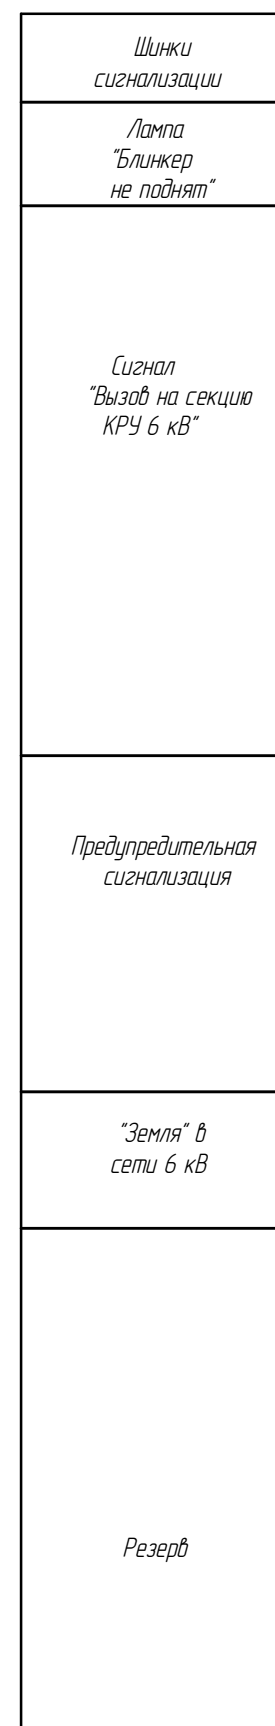 Шинки
сигнализации
Лампа
"Блинкер
не поднят"
Сигнал
"Вызов на секцию
КРУ 6 кВ"
Предупредительная
сигнализация
"Земля" в
сети 6 кВ
Резерв